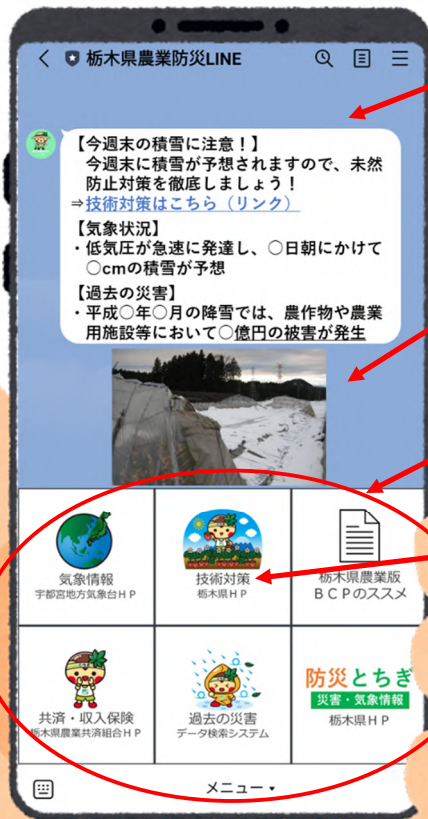 栃木県農業防災LINE
【今週末の積雪に注意！】
今週末に積雪が予想されますので、未然
防止対策を徹底しましょう！
⇒技術対策はこちら（リンク）
【気象状況】
・低気圧が急速に発達し、○日朝にかけて
○cmの積雪が予想
【過去の災害】
・平成○年○月の降雪では、農作物や農業
用施設等において○億円の被害が発生
気象情報
宇都宮地方気象台ＨＰ
技術対策
栃木県ＨＰ
栃木県農業版
ＢＣＰのススメ
共済・収入保険
栃木県農業共済組合ＨＰ
過去の災害
データ検索システム
防災とちぎ
災害・気象情報
栃木県ＨＰ
メニュー